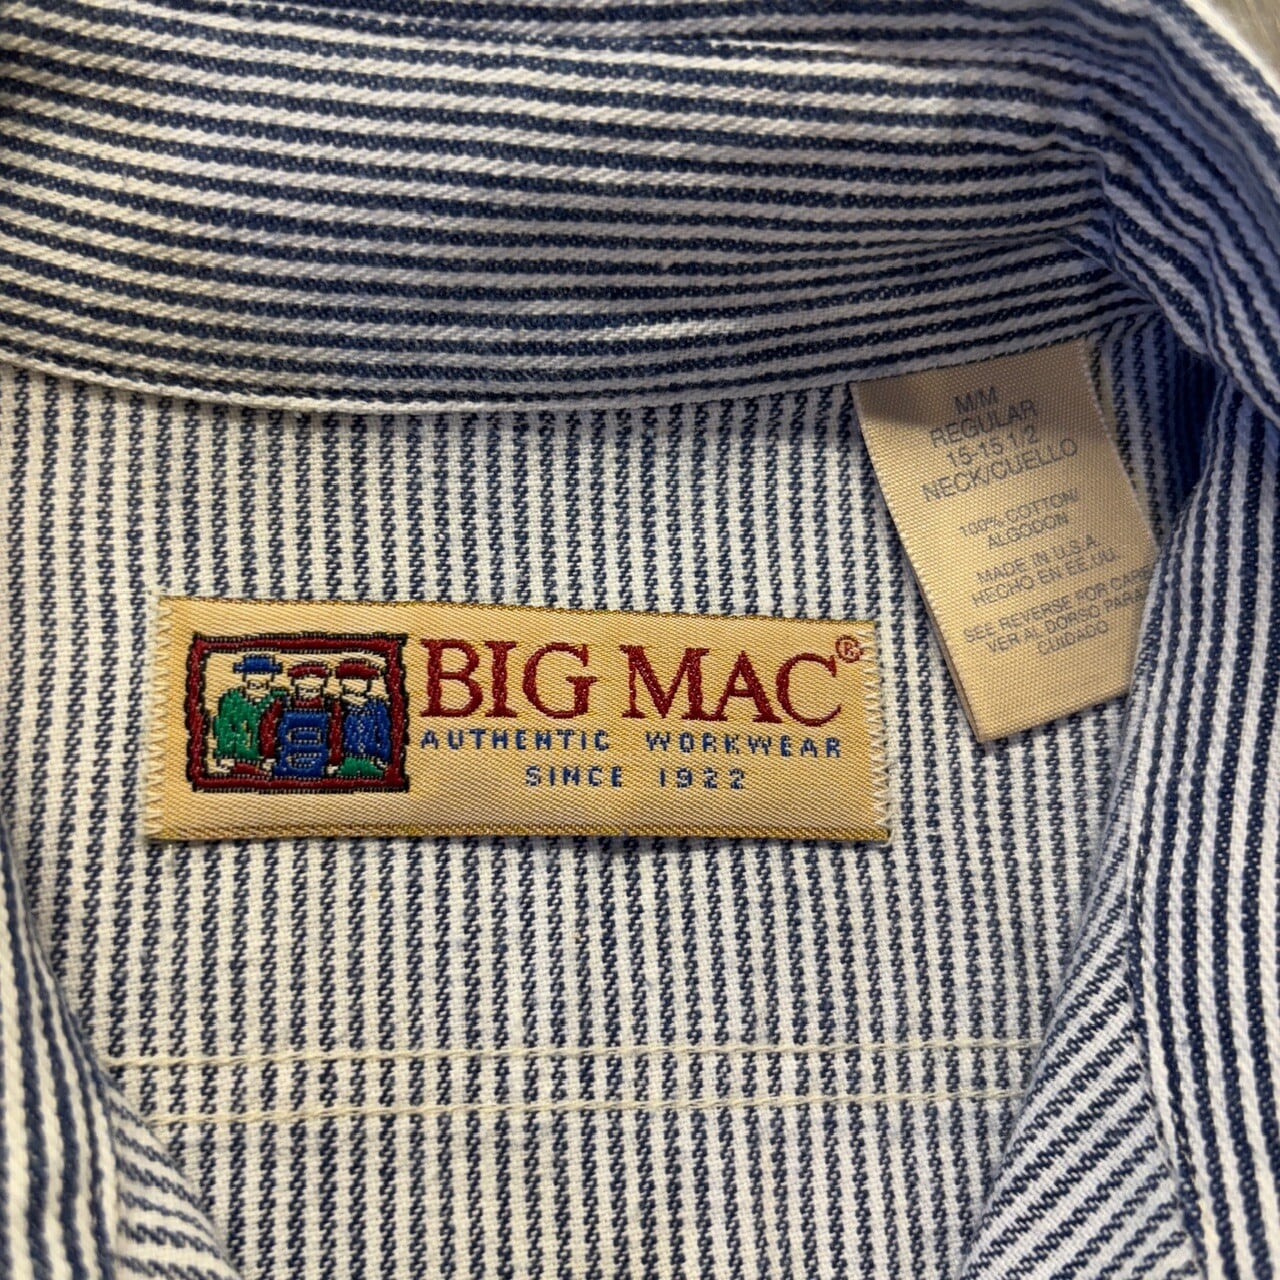 M/M
REGULAR
15-15 1/2
NECK/CUELLO
100% COTTON/
ALGODON
MADE IN U.S.A.
HECHO EN EE.UU.
SEE REVERSE FOR CARE
VER AL DORSO PARA
CUIDADO
BIG MAC®
AUTHENTIC WORKWEAR
SINCE 1922